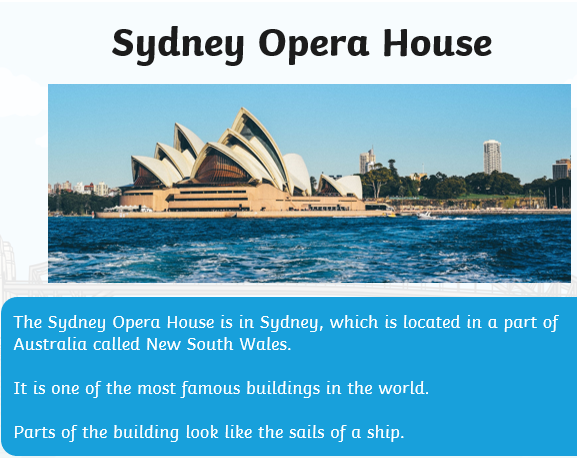 Sydney Opera House
The Sydney Opera House is in Sydney, which is located in a part of
Australia called New South Wales.
It is one of the most famous buildings in the world.
Parts of the building look like the sails of a ship.